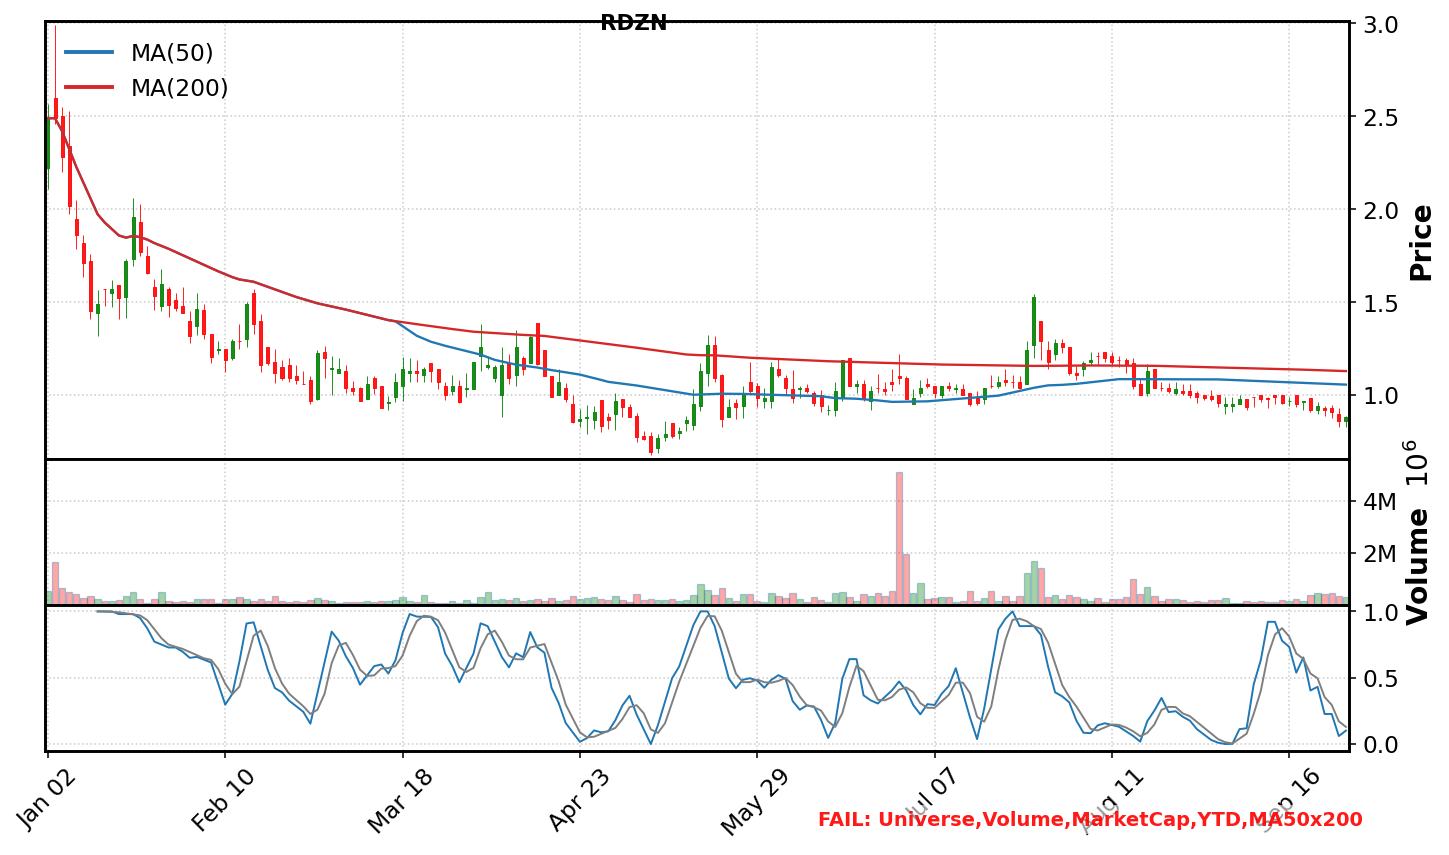 RDZN
MA(50)
MA(200)
3.0
2.5
2.0
1.5
1.0
Price
10^6
4M
2M
Volume
1.0
0.5
0.0
Jan 02
Feb 10
Mar 18
Apr 23
May 29
Jul 07
Aug 11
Sep 16
FAIL: Universe,Volume,MarketCap,YTD,MA50x200